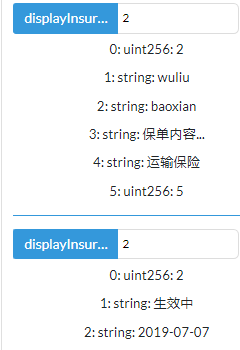 displayInsur... 2
0: uint256: 2
1: string: wuliu
2: string: baoxian
3: string: 保单内容...
4: string: 运输保险
5: uint256: 5
displayInsur... 2
0: uint256: 2
1: string: 生效中
2: string: 2019-07-07